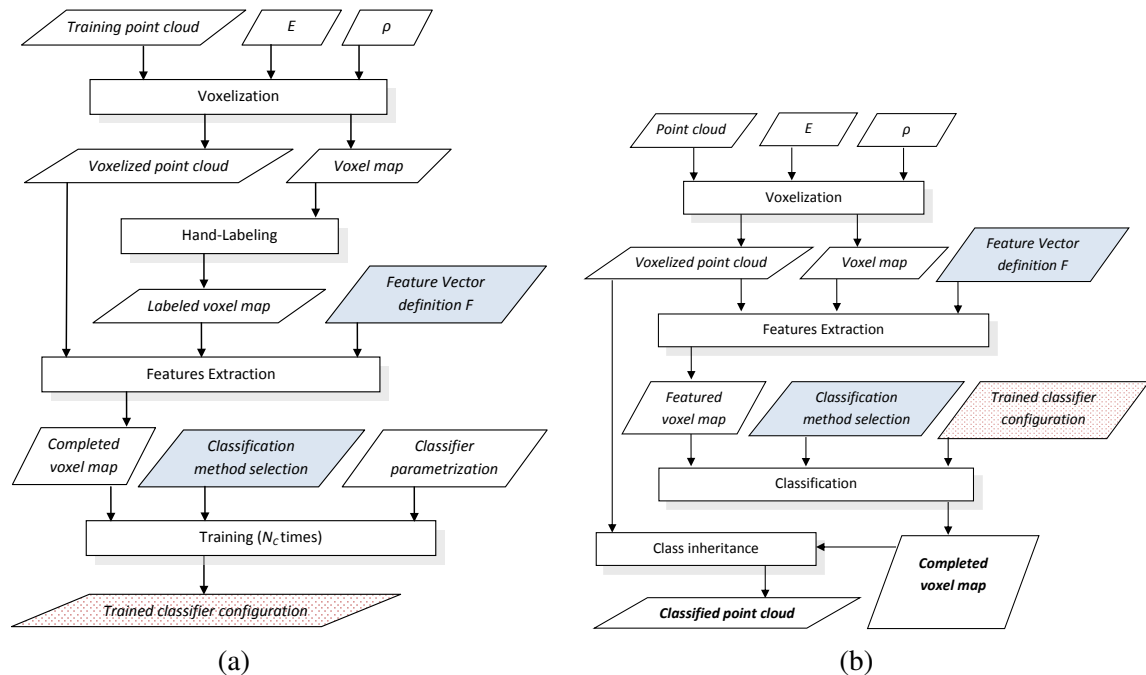 Training point cloud
E
ρ
Voxelization
Voxelized point cloud
Voxel map
Hand-Labeling
Labeled voxel map
Feature Vector
definition F
Features Extraction
Completed
voxel map
Classification
method selection
Classifier
parametrization
Training (NC times)
Trained classifier configuration
(a)
Point cloud
E
ρ
Voxelization
Voxelized point cloud
Voxel map
Feature Vector
definition F
Features Extraction
Featured
voxel map
Classification
method selection
Trained classifier
configuration
Classification
Class inheritance
Completed
voxel map
Classified point cloud
(b)